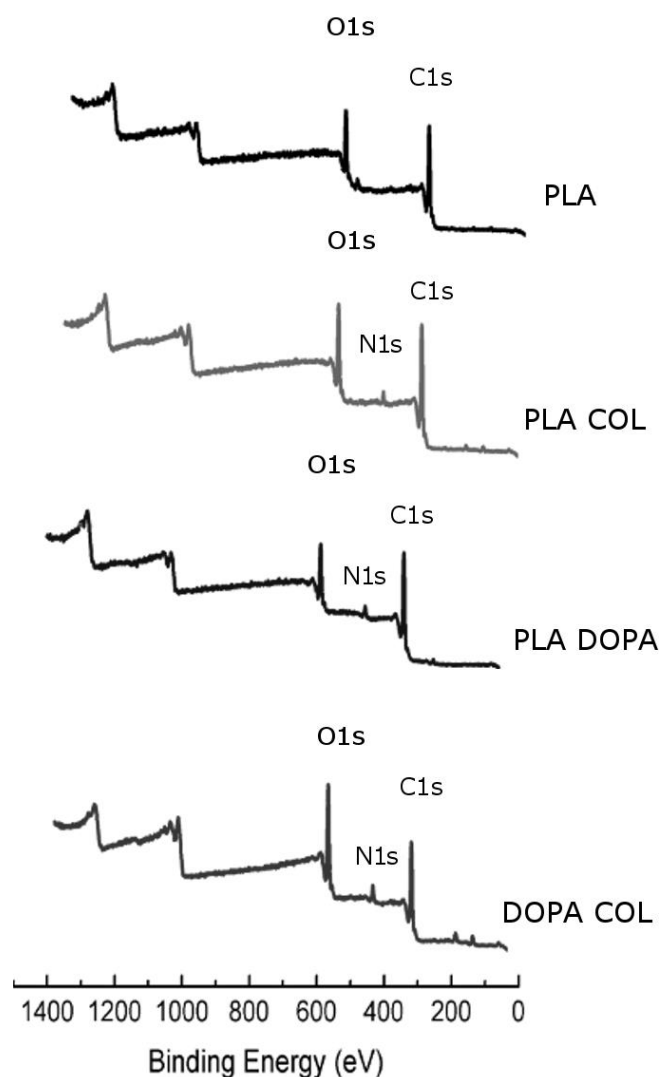 O1s
C1s
PLA
O1s
C1s
N1s
PLA COL
O1s
C1s
N1s
PLA DOPA
O1s
C1s
N1s
DOPA COL
1400 1200 1000 800 600 400 200 0
Binding Energy (eV)